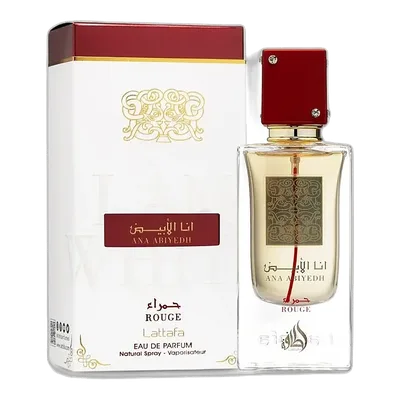 انا الأبيض
ANA ABIYEDH
حمراء
ROUGE
Lattafa
EAU DE PARFUM
Natural Spray - Vaporisateur
انا الأبيض
ANA ABIYEDH
حمراء
ROUGE
لطافة